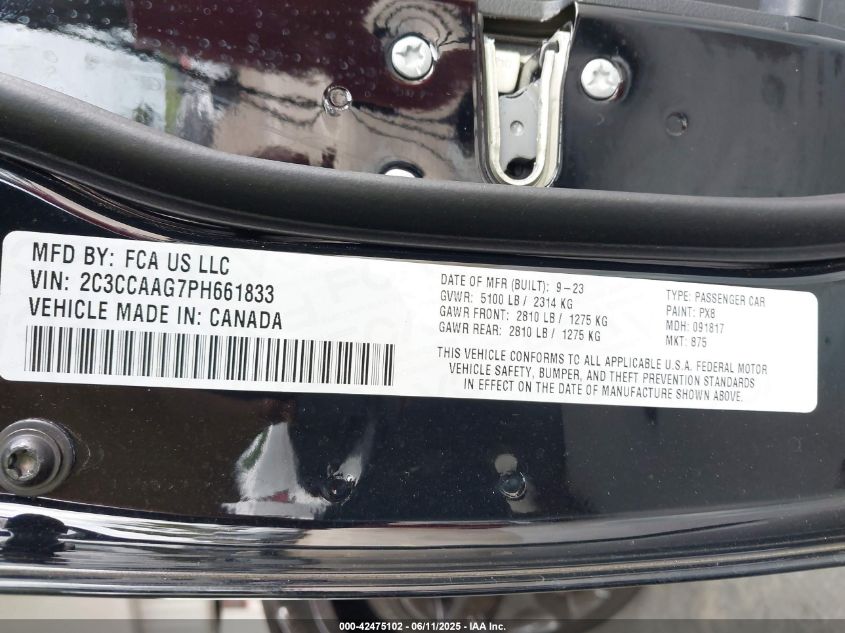 MFD BY: FCA US LLC
VIN: 2C3CCAAG7PH661833
VEHICLE MADE IN: CANADA
DATE OF MFR (BUILT): 9-23
GVWR: 5100 LB / 2314 KG
GAWR FRONT: 2810 LB / 1275 KG
GAWR REAR: 2810 LB / 1275 KG
TYPE: PASSENGER CAR
PAINT: PX8
MDH: 091817
MKT: 875
THIS VEHICLE CONFORMS TO ALL APPLICABLE U.S.A. FEDERAL MOTOR
VEHICLE SAFETY, BUMPER, AND THEFT PREVENTION STANDARDS
IN EFFECT ON THE DATE OF MANUFACTURE SHOWN ABOVE.
000-42475102 - 06/11/2025 - IAA Inc.